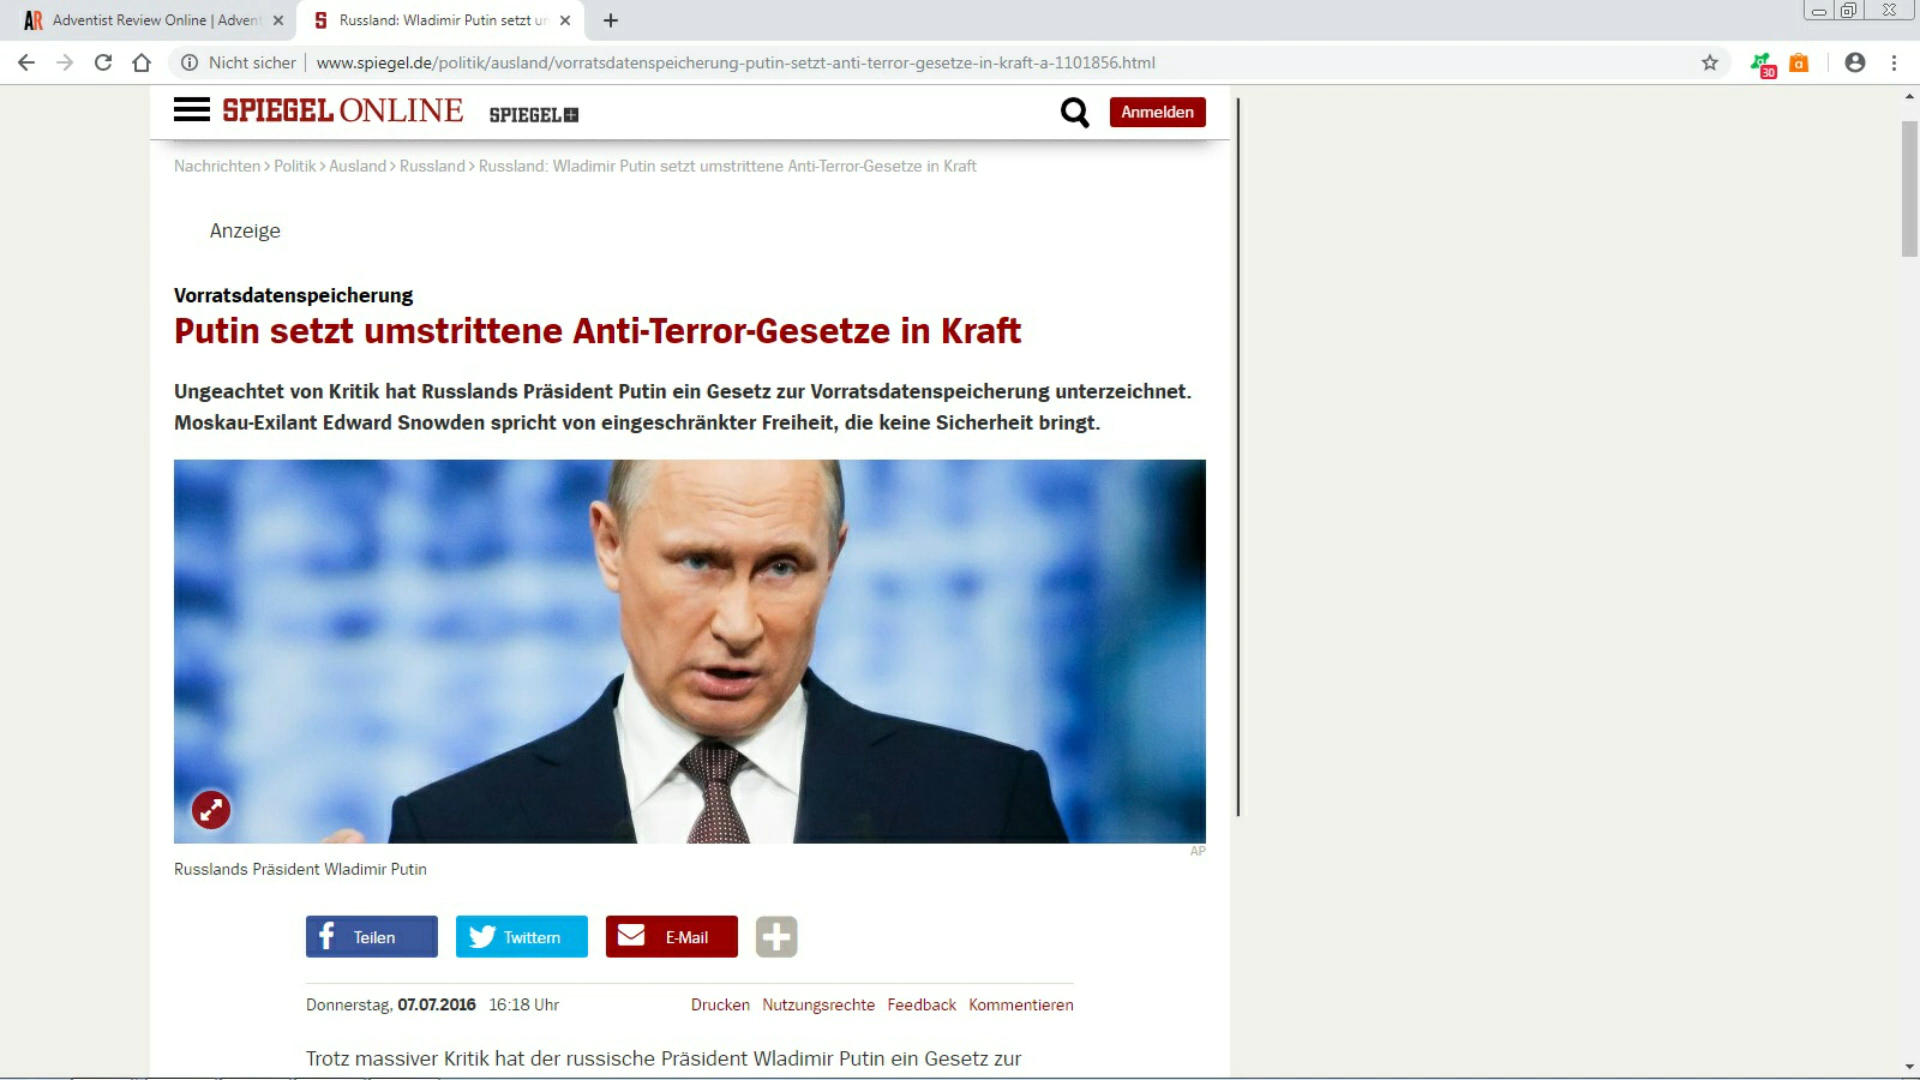 Adventist Review Online | Advent
Russland: Wladimir Putin setzt un
Nicht sicher
www.spiegel.de/politik/ausland/vorratsdatenspeicherung-putin-setzt-anti-terror-gesetze-in-kraft-a-1101856.html
30
SPIEGEL ONLINE
SPIEGEL+
Anmelden
Nachrichten > Politik > Ausland > Russland > Russland: Wladimir Putin setzt umstrittene Anti-Terror-Gesetze in Kraft
Anzeige
Vorratsdatenspeicherung
Putin setzt umstrittene Anti-Terror-Gesetze in Kraft
Ungeachtet von Kritik hat Russlands Präsident Putin ein Gesetz zur Vorratsdatenspeicherung unterzeichnet.
Moskau-Exilant Edward Snowden spricht von eingeschränkter Freiheit, die keine Sicherheit bringt.
AP
Russlands Präsident Wladimir Putin
Teilen
Twittern
E-Mail
Donnerstag, 07.07.2016 16:18 Uhr
Drucken Nutzungsrechte Feedback Kommentieren
Trotz massiver Kritik hat der russische Präsident Wladimir Putin ein Gesetz zur